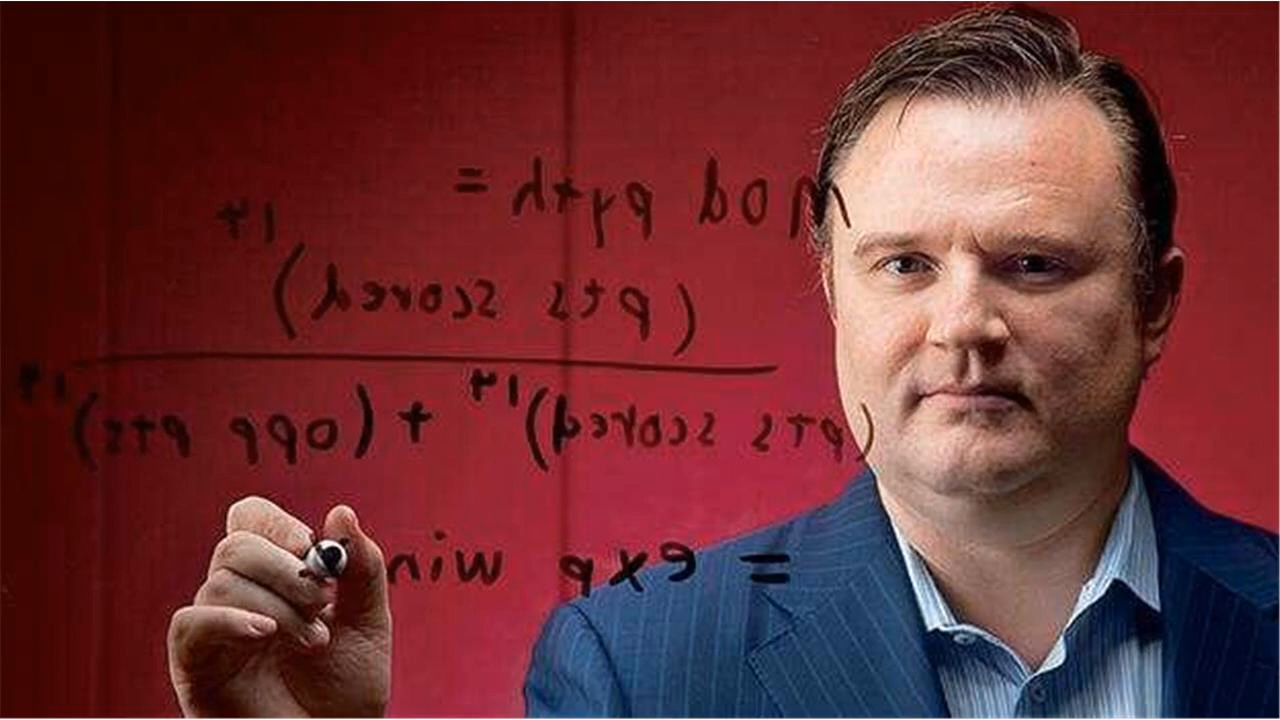 Mod pyth =
(pts scored)¹⁴
(pts scored)¹⁴ + (opp pts)¹⁴
= exp win